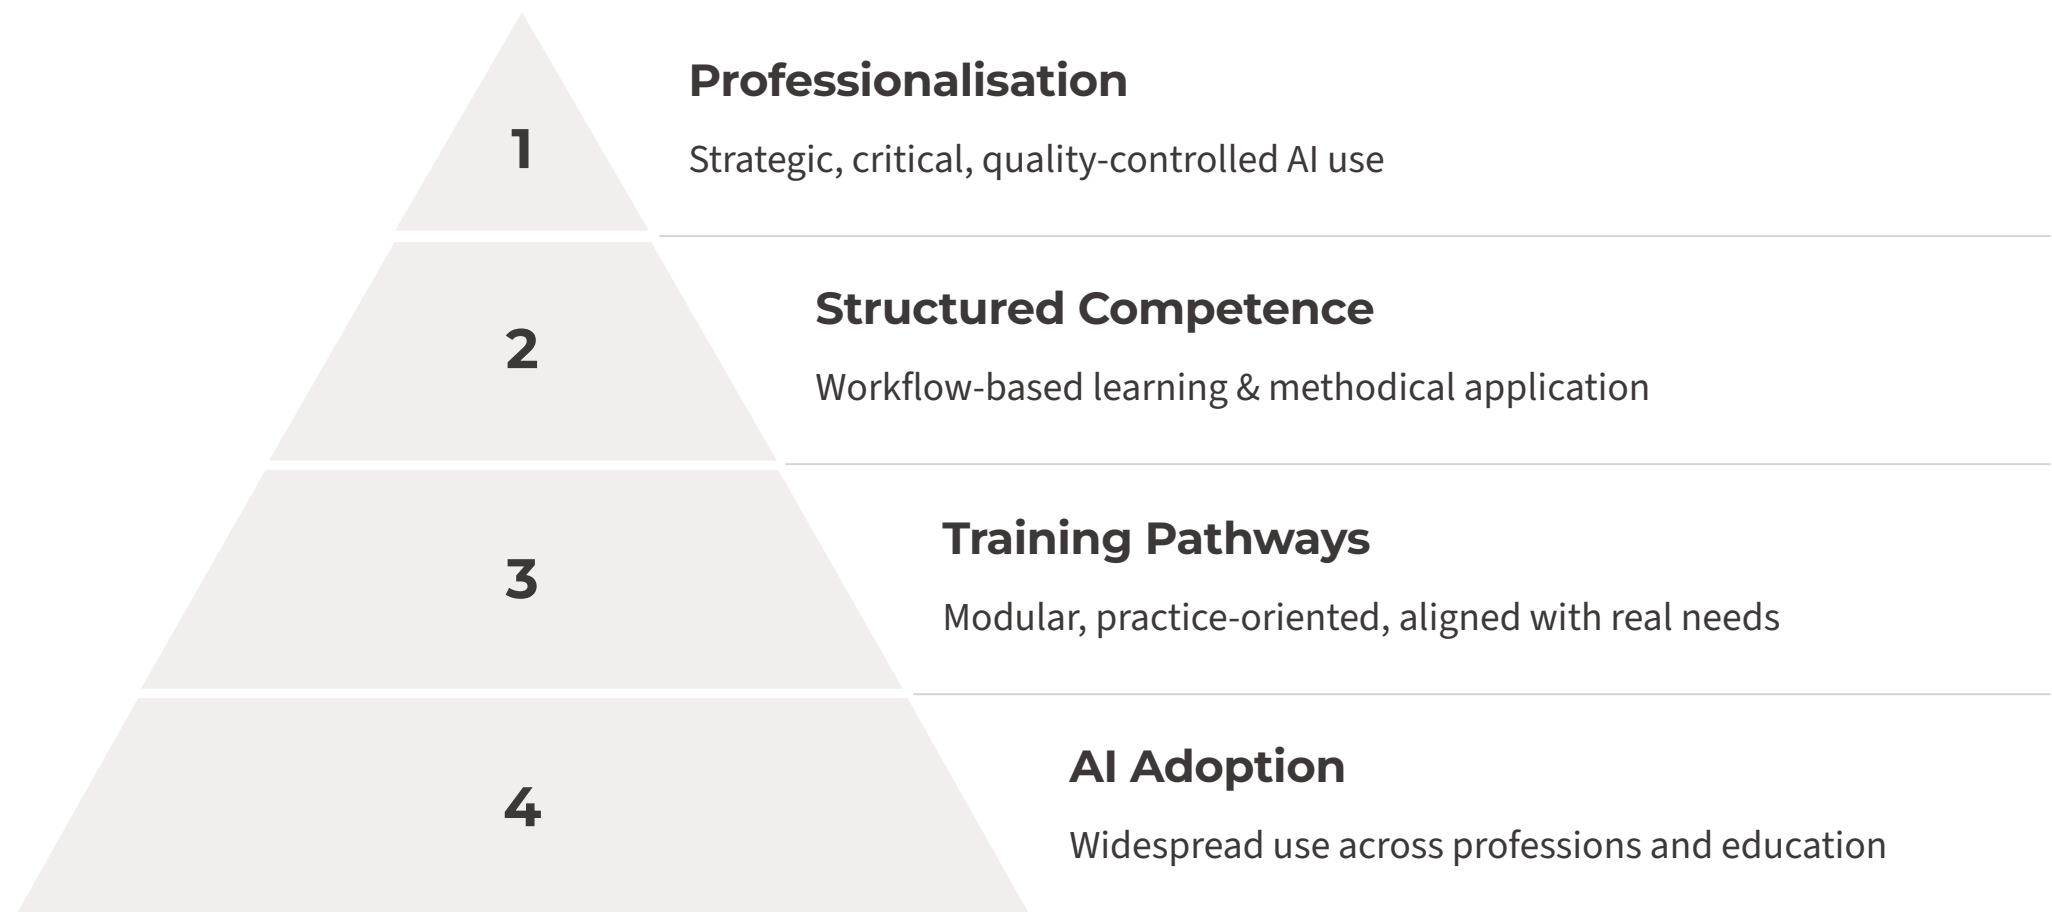 Professionalisation
1
Strategic, critical, quality-controlled AI use
Structured Competence
2
Workflow-based learning & methodical application
Training Pathways
3
Modular, practice-oriented, aligned with real needs
AI Adoption
4
Widespread use across professions and education